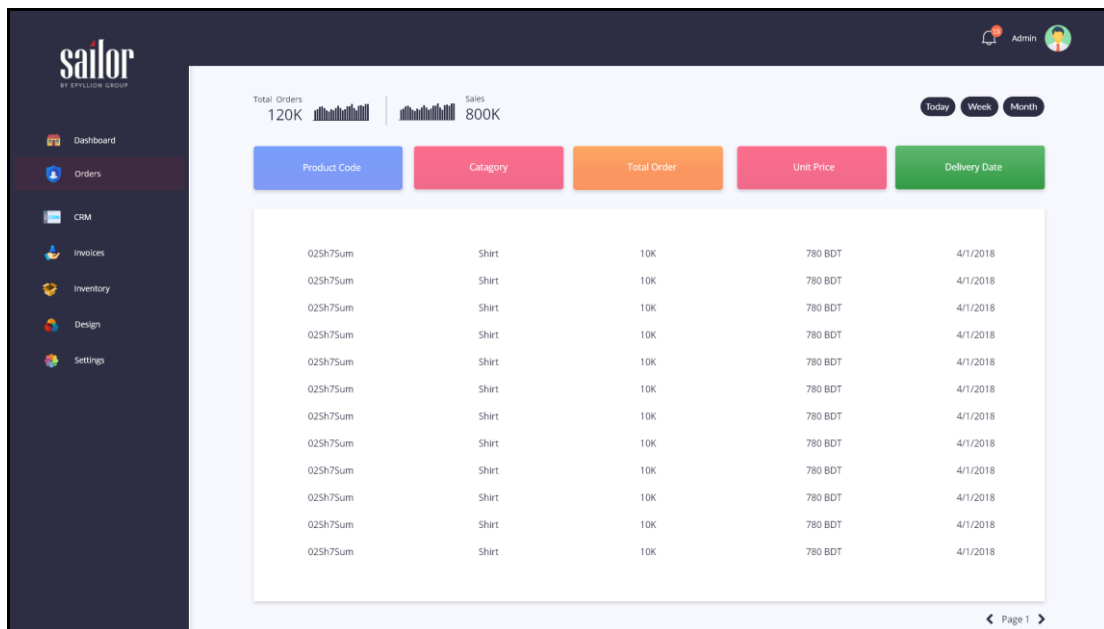 sailor
BY EPYLLION GROUP
15
Admin
Dashboard
Orders
CRM
CRM
Invoices
Inventory
Design
Settings
Total Orders
120K
Sales
800K
Today Week Month
Product Code Catagory Total Order Unit Price Delivery Date
02Sh7Sum Shirt 10K 780 BDT 4/1/2018
02Sh7Sum Shirt 10K 780 BDT 4/1/2018
02Sh7Sum Shirt 10K 780 BDT 4/1/2018
02Sh7Sum Shirt 10K 780 BDT 4/1/2018
02Sh7Sum Shirt 10K 780 BDT 4/1/2018
02Sh7Sum Shirt 10K 780 BDT 4/1/2018
02Sh7Sum Shirt 10K 780 BDT 4/1/2018
02Sh7Sum Shirt 10K 780 BDT 4/1/2018
02Sh7Sum Shirt 10K 780 BDT 4/1/2018
02Sh7Sum Shirt 10K 780 BDT 4/1/2018
02Sh7Sum Shirt 10K 780 BDT 4/1/2018
02Sh7Sum Shirt 10K 780 BDT 4/1/2018
Page 1